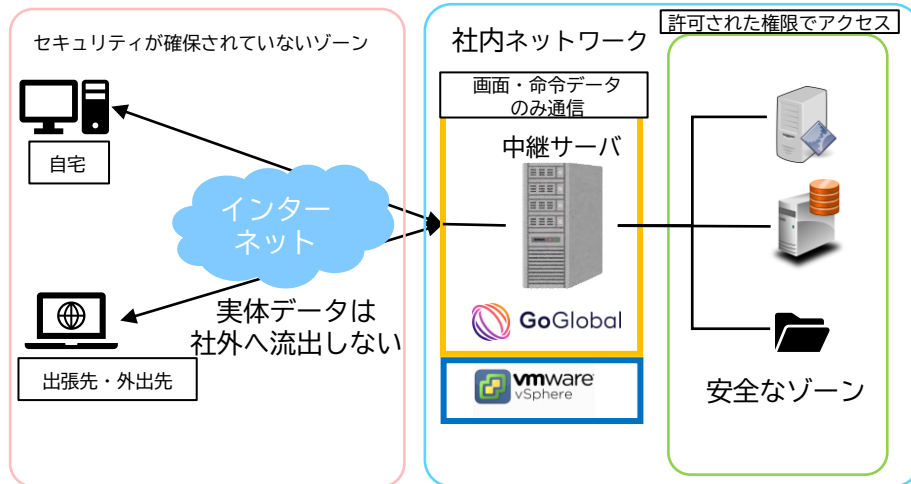 セキュリティが確保されていないゾーン
自宅
インター
ネット
実体データは
社外へ流出しない
出張先・外出先
社内ネットワーク
画面・命令データ
のみ通信
中継サーバ
GoGlobal
vmware
vSphere
許可された権限でアクセス
安全なゾーン